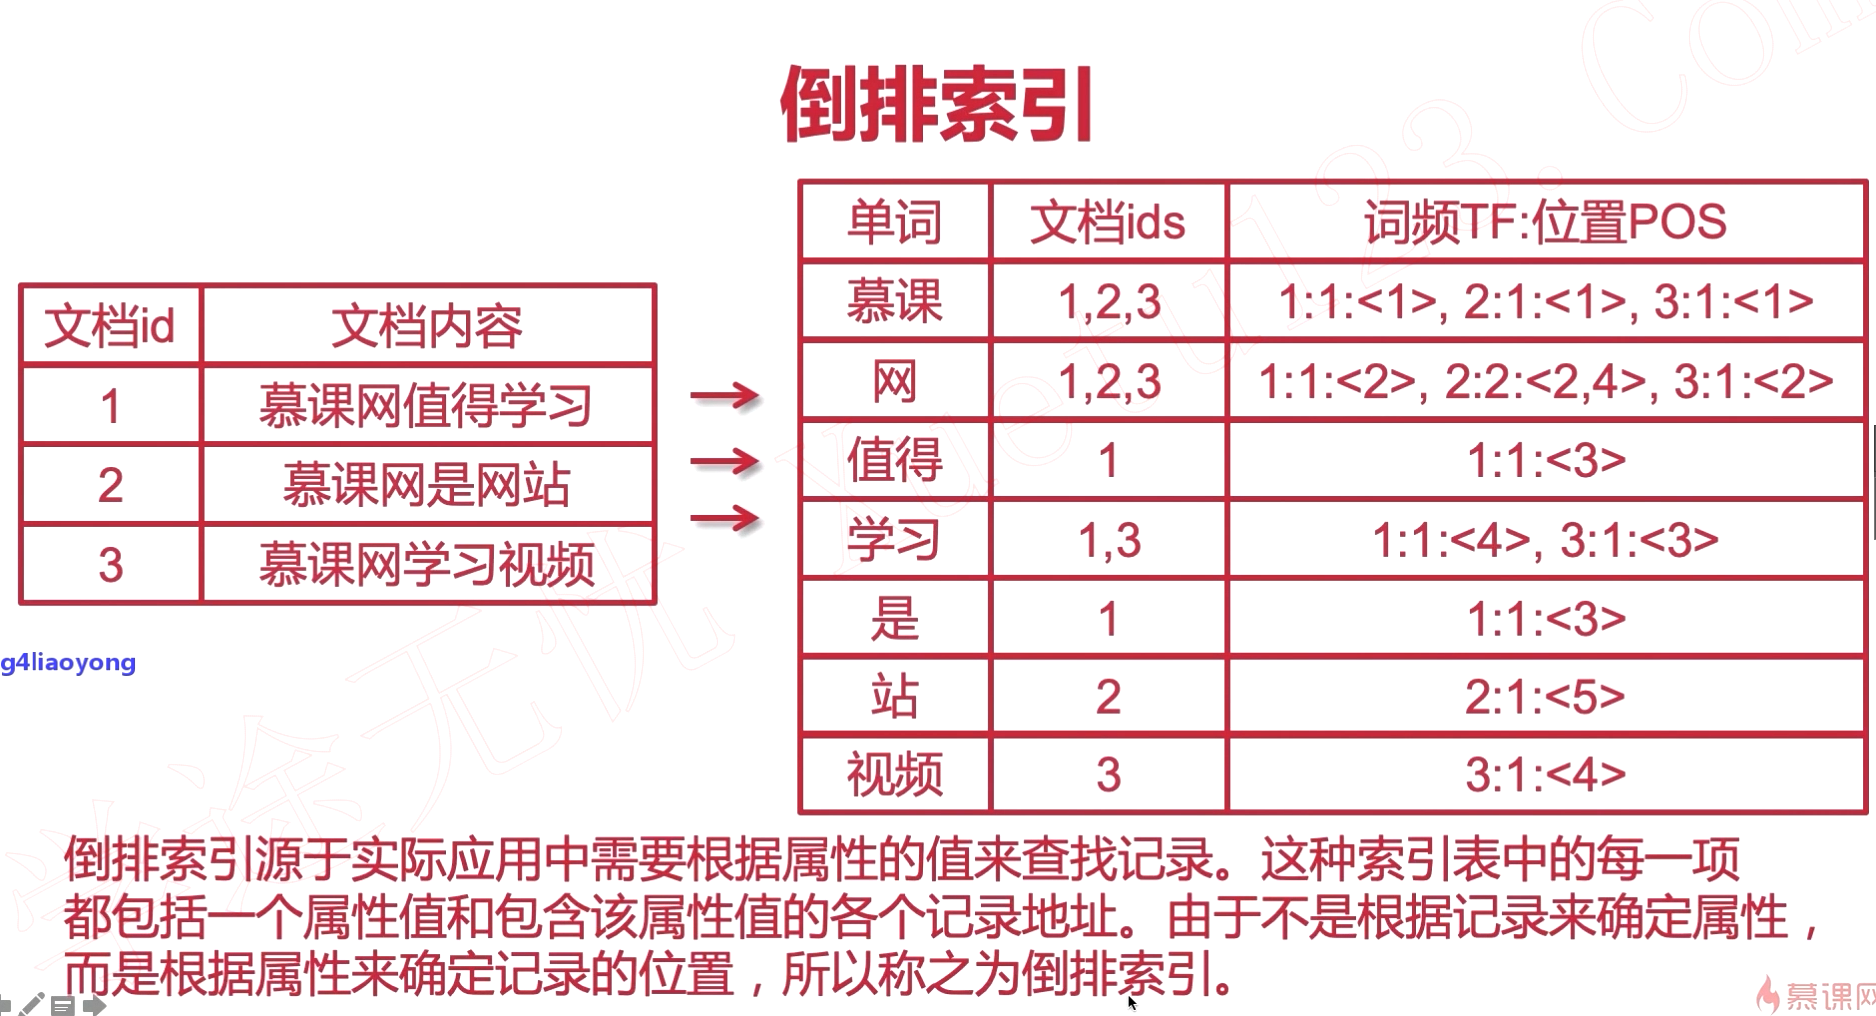 倒排索引
文档id 文档内容
1 慕课网值得学习
2 慕课网是网站
3 慕课网学习视频
单词 文档ids 词频TF:位置POS
慕课 1,2,3 1:1:<1>, 2:1:<1>, 3:1:<1>
网 1,2,3 1:1:<2>, 2:2:<2,4>, 3:1:<2>
值得 1 1:1:<3>
学习 1,3 1:1:<4>, 3:1:<3>
是 1 1:1:<3>
站 2 2:1:<5>
视频 3 3:1:<4>
g4liaoyong
倒排索引源于实际应用中需要根据属性的值来查找记录。这种索引表中的每一项
都包括一个属性值和包含该属性值的各个记录地址。由于不是根据记录来确定属性，
而是根据属性来确定记录的位置，所以称之为倒排索引。
慕课网
学途无忧 Xuetu123.Com